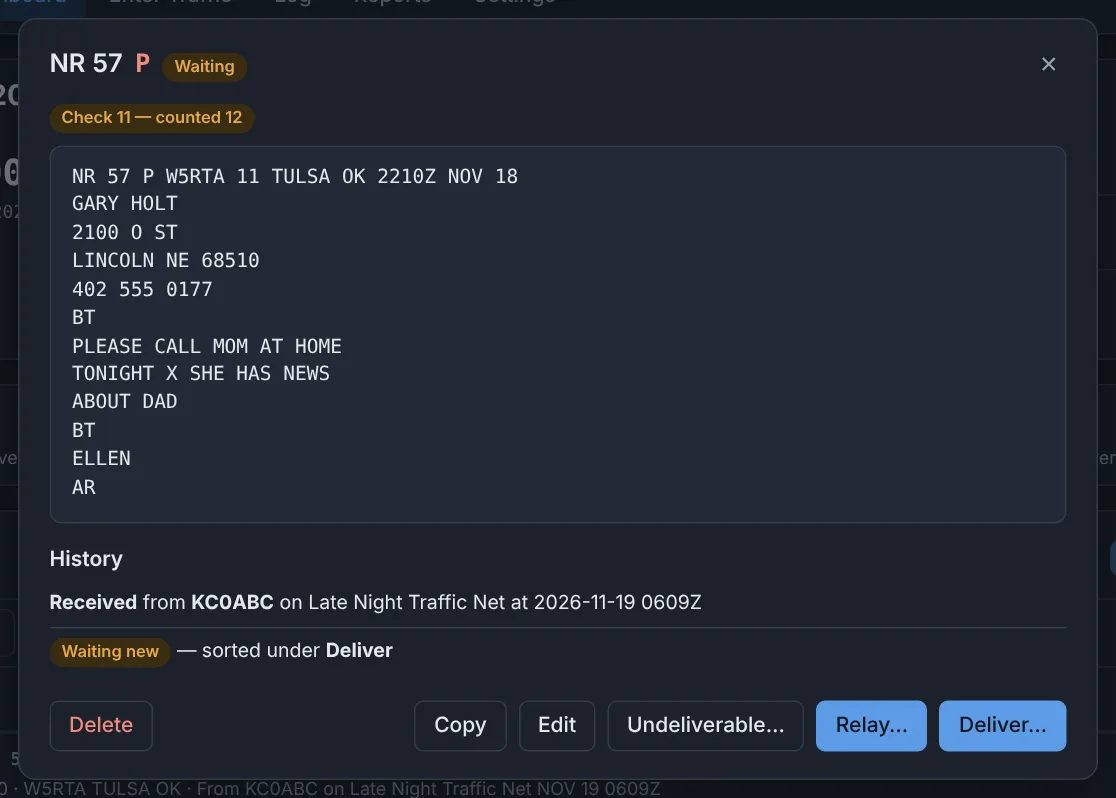 NR 57 P Waiting ×
Check 11 — counted 12
NR 57 P W5RTA 11 TULSA OK 2210Z NOV 18
GARY HOLT
2100 O ST
LINCOLN NE 68510
402 555 0177
BT
PLEASE CALL MOM AT HOME
TONIGHT X SHE HAS NEWS
ABOUT DAD
BT
ELLEN
AR
History
Received from KC0ABC on Late Night Traffic Net at 2026-11-19 0609Z
Waiting new — sorted under Deliver
Delete Copy Edit Undeliverable... Relay... Deliver...
W5RTA TULSA OK · From KC0ABC on Late Night Traffic Net NOV 19 0609Z